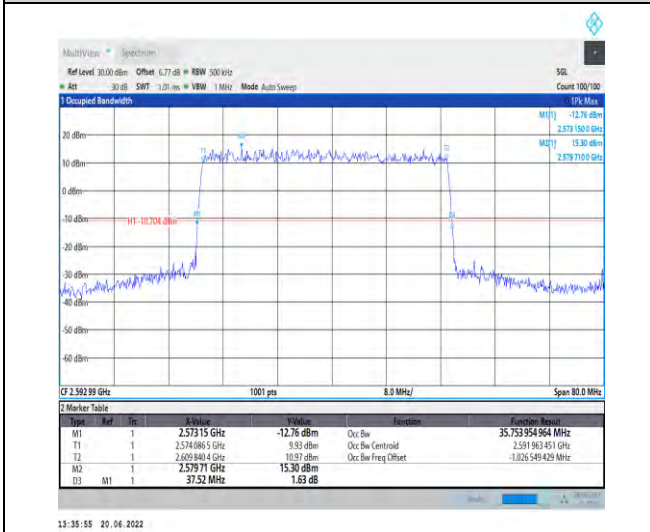 MultiView Spectrum
Ref Level 30.00 dBm Offset 6.77 dB RBW 500 kHz SGL
Att 30 dB SWT 1.01 ms VBW 1 MHz Mode Auto Sweep Count 100/100
1 Occupied Bandwidth 1Pk Max
M1[1] -12.76 dBm
2.573 150 0 GHz
M2[1] 15.30 dBm
2.579 710 0 GHz
20 dBm
10 dBm
0 dBm
-10 dBm
H1 -10.704 dBm
-20 dBm
-30 dBm
-40 dBm
-50 dBm
-60 dBm
T1
M2
T2
M1
CF 2.592 99 GHz 1001 pts 8.0 MHz/ Span 80.0 MHz
2 Marker Table
Type Ref Trc X-Value Y-Value Function Function Result
M1 1 2.573 15 GHz -12.76 dBm Occ Bw 35.753 954 964 MHz
T1 1 2.574 086 5 GHz 9.93 dBm Occ Bw Centroid 2.591 963 451 GHz
T2 1 2.609 840 4 GHz 10.97 dBm Occ Bw Freq Offset -1.026 549 429 MHz
M2 1 2.579 71 GHz 15.30 dBm
D3 M1 1 37.52 MHz 1.63 dB
13:35:55 20.06.2022